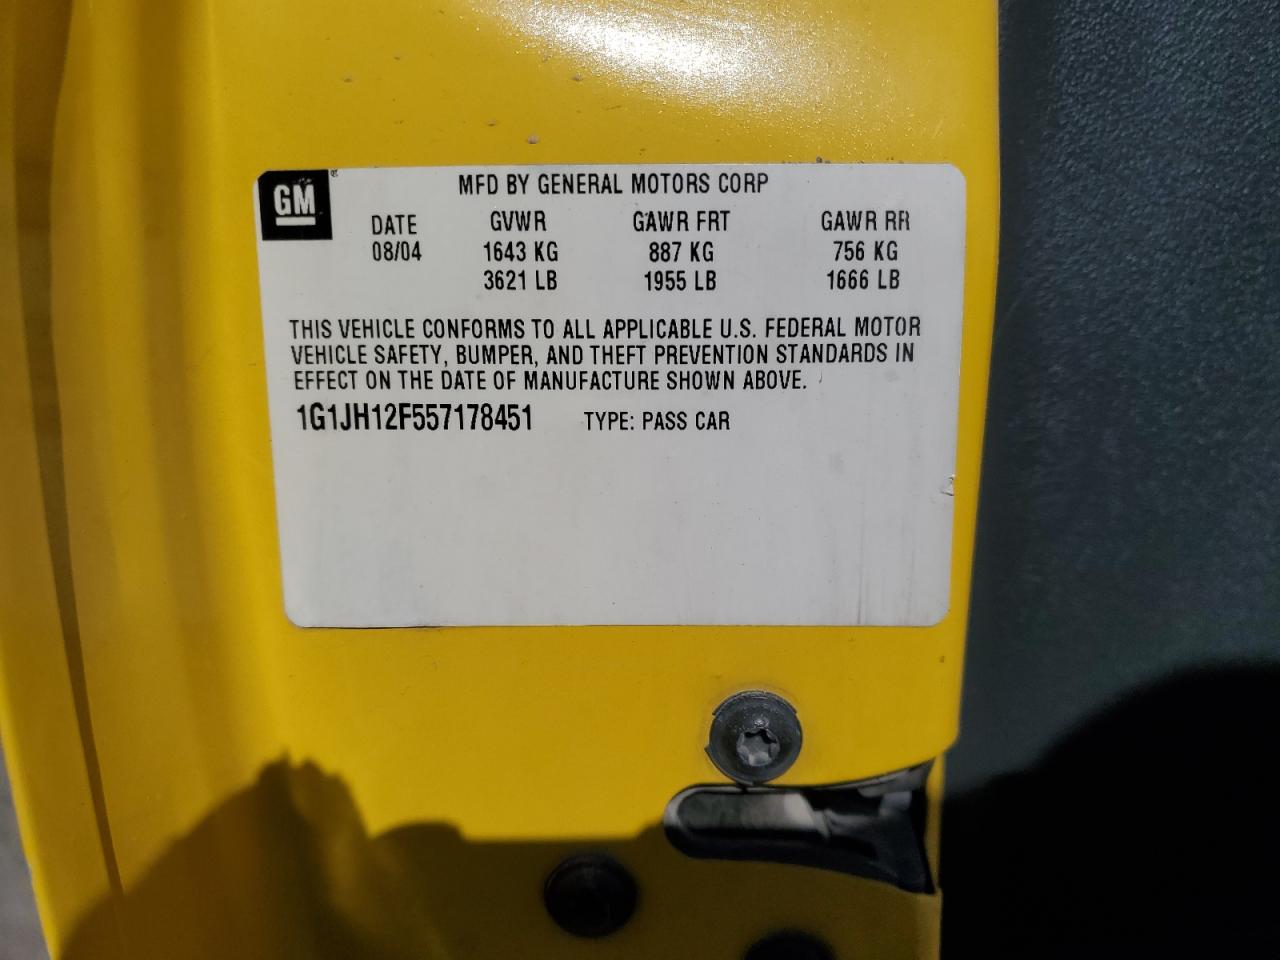 GM
MFD BY GENERAL MOTORS CORP
DATE GVWR GAWR FRT GAWR RR
08/04 1643 KG 887 KG 756 KG
3621 LB 1955 LB 1666 LB
THIS VEHICLE CONFORMS TO ALL APPLICABLE U.S. FEDERAL MOTOR
VEHICLE SAFETY, BUMPER, AND THEFT PREVENTION STANDARDS IN
EFFECT ON THE DATE OF MANUFACTURE SHOWN ABOVE.
1G1JH12F557178451 TYPE: PASS CAR